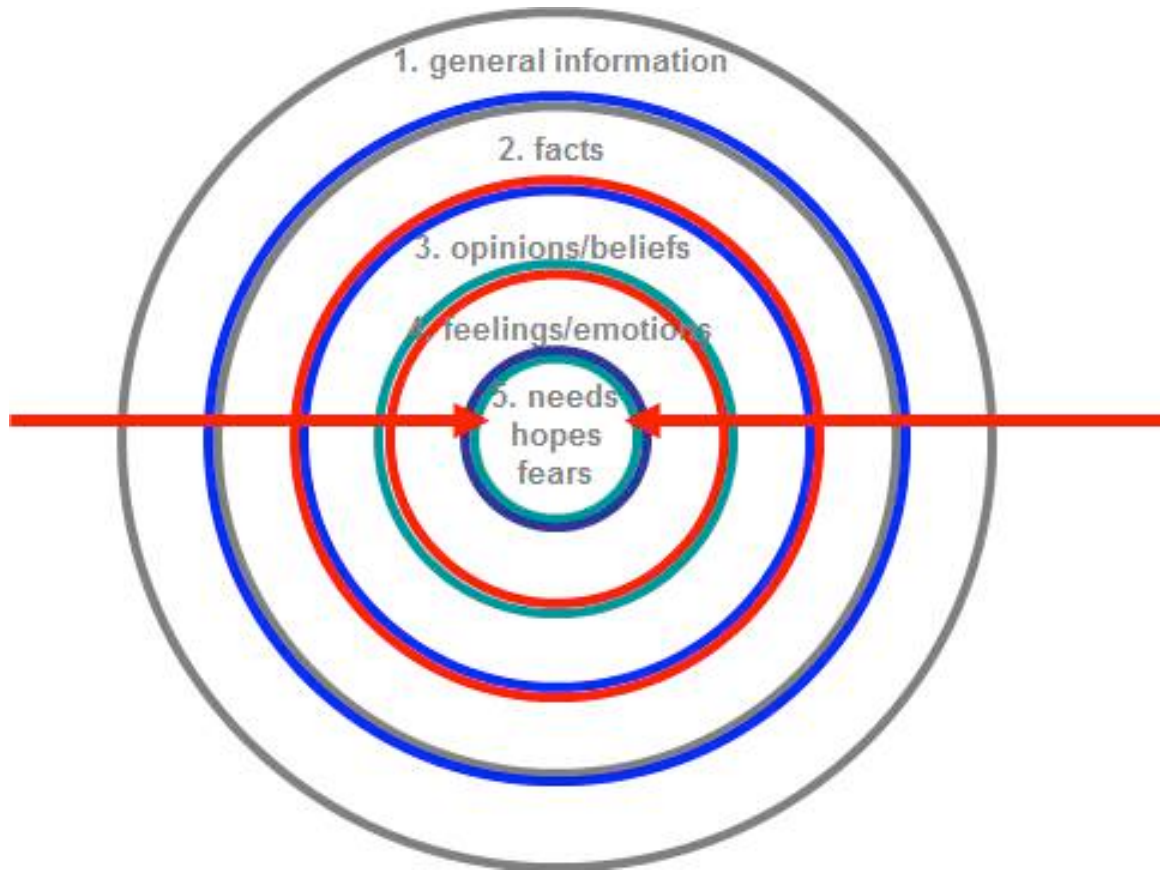 1. general information
2. facts
3. opinions/beliefs
4. feelings/emotions
5. needs
hopes
fears